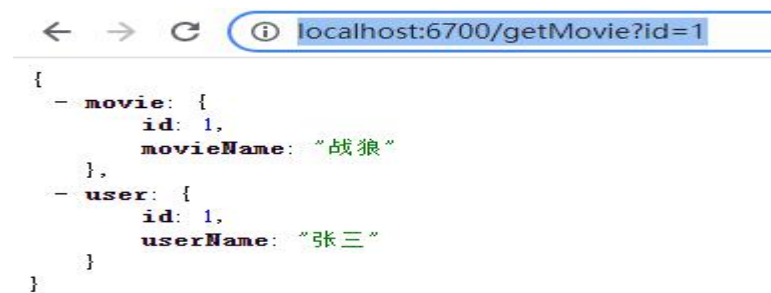 localhost:6700/getMovie?id=1
{
- movie: {
id: 1,
movieName: "战狼"
},
- user: {
id: 1,
userName: "张三"
}
}